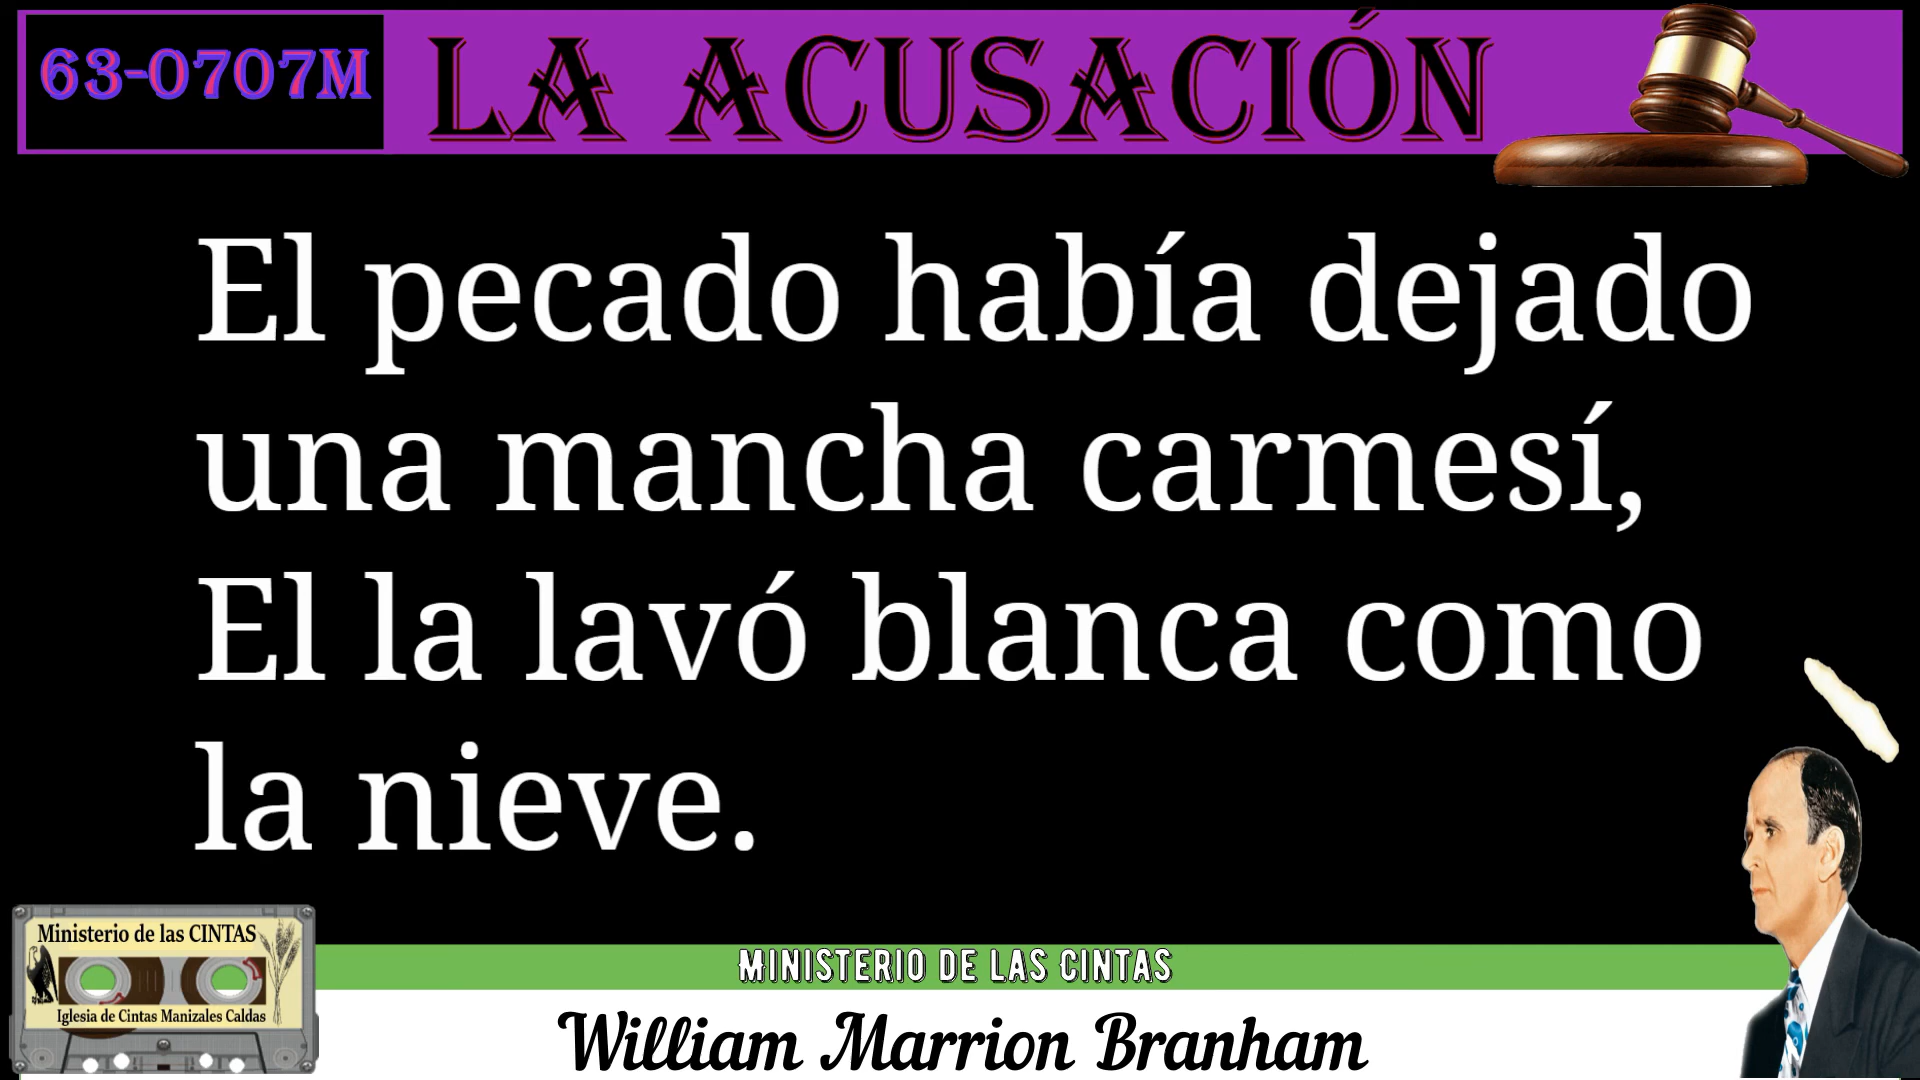 63-0707M
LA ACUSACIÓN
El pecado había dejado
una mancha carmesí,
El la lavó blanca como
la nieve.
Ministerio de las CINTAS
Iglesia de Cintas Manizales Caldas
MINISTERIO DE LAS CINTAS
William Marrion Branham